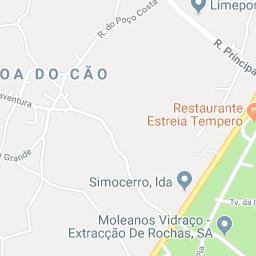 Limepor
R. do Poço Costa
R. Principa
OA DO CÃO
aventura
Restaurante
Estreia Tempero
o Grande
Simocerro, lda
Tv. da
Moleanos Vidraço -
Extracção De Rochas, SA